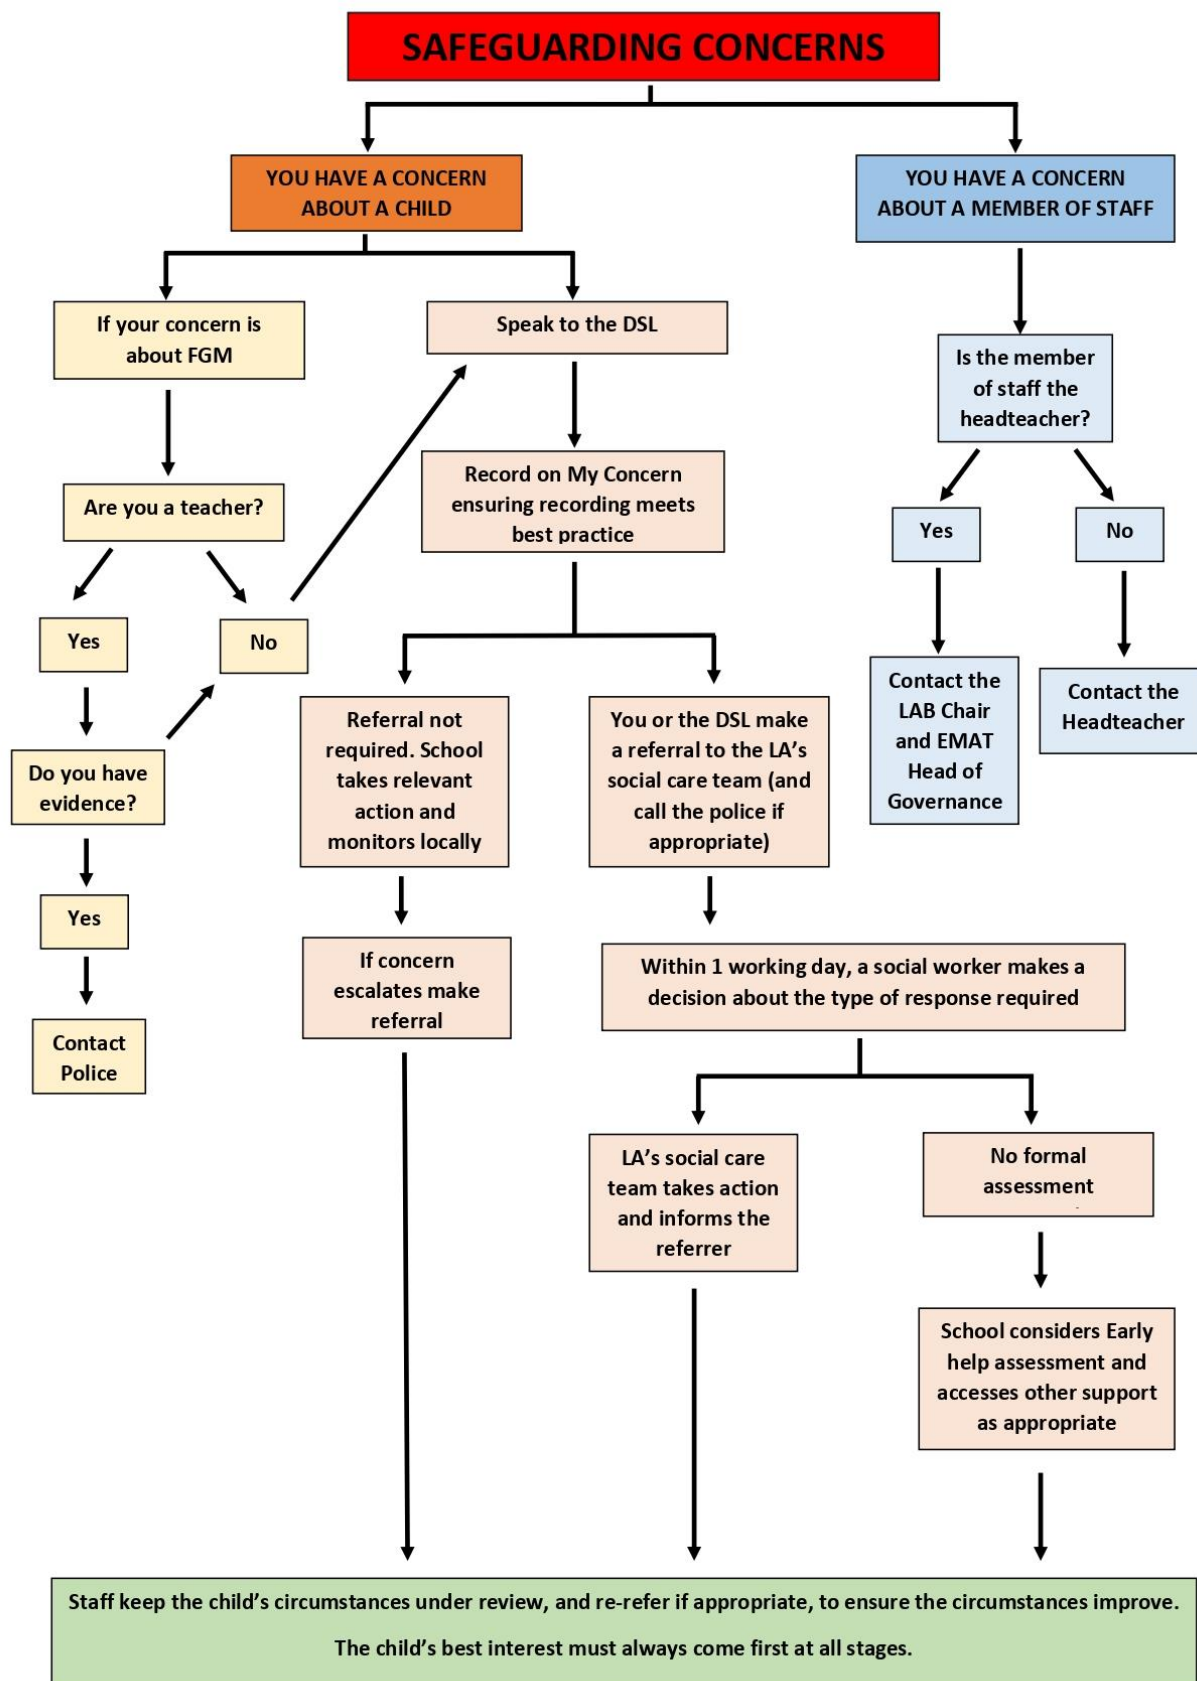 SAFEGUARDING CONCERNS
YOU HAVE A CONCERN
ABOUT A CHILD
YOU HAVE A CONCERN
ABOUT A MEMBER OF STAFF
If your concern is
about FGM
Speak to the DSL
Is the member
of staff the
headteacher?
Are you a teacher?
Record on My Concern
ensuring recording meets
best practice
Yes
No
Yes
No
Contact the
LAB Chair
and EMAT
Head of
Governance
Contact the
Headteacher
Do you have
evidence?
Referral not
required. School
takes relevant
action and
monitors locally
You or the DSL make
a referral to the LA’s
social care team (and
call the police if
appropriate)
Yes
If concern
escalates make
referral
Within 1 working day, a social worker makes a
decision about the type of response required
Contact
Police
LA’s social care
team takes action
and informs the
referrer
No formal
assessment
School considers Early
help assessment and
accesses other support
as appropriate
Staff keep the child’s circumstances under review, and re-refer if appropriate, to ensure the circumstances improve.
The child’s best interest must always come first at all stages.